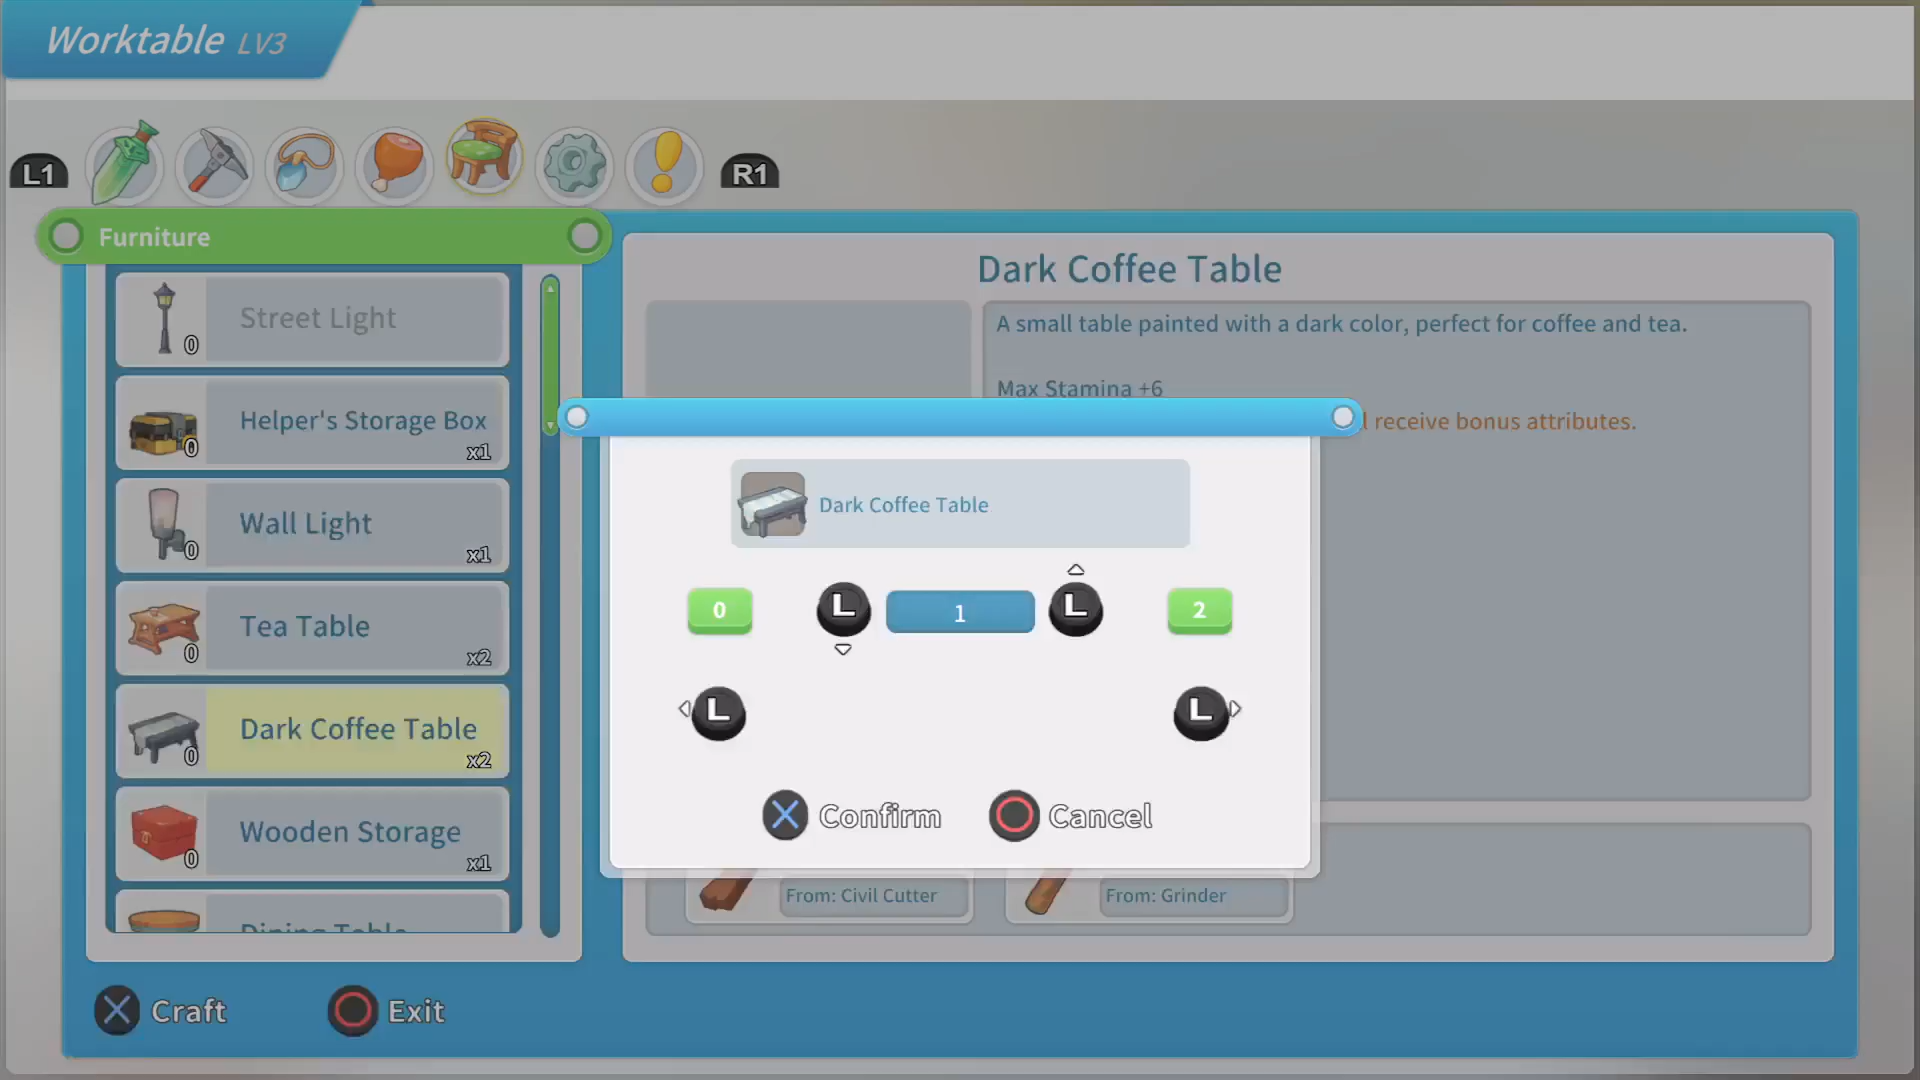 Worktable LV3
L1
R1
Furniture
Street Light
0
Helper's Storage Box
0
x1
Wall Light
0
x1
Tea Table
0
x2
Dark Coffee Table
0
x2
Wooden Storage
0
x1
Dining Table
Dark Coffee Table
A small table painted with a dark color, perfect for coffee and tea.
Max Stamina +6
receive bonus attributes.
Dark Coffee Table
0
L
1
L
2
L
L
Confirm
Cancel
From: Civil Cutter
From: Grinder
Craft
Exit